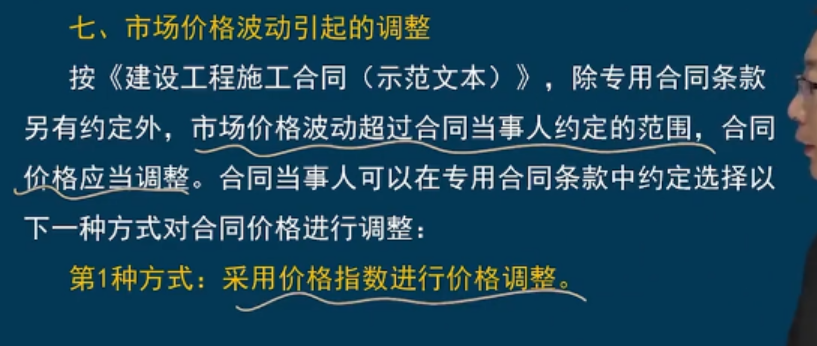 七、市场价格波动引起的调整
按《建设工程施工合同（示范文本）》，除专用合同条款
另有约定外，市场价格波动超过合同当事人约定的范围，合同
价格应当调整。合同当事人可以在专用合同条款中约定选择以
下一种方式对合同价格进行调整：
第1种方式：采用价格指数进行价格调整。